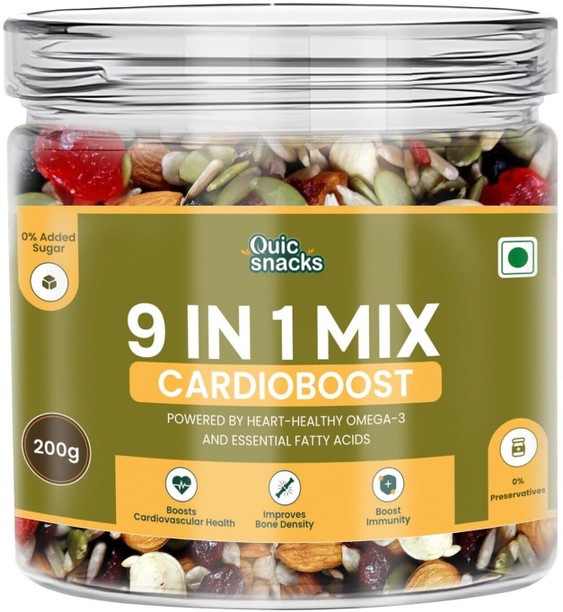 0% Added
Sugar
Quic
snacks
9 IN 1 MIX
CARDIOBOOST
POWERED BY HEART-HEALTHY OMEGA-3
AND ESSENTIAL FATTY ACIDS
200g
Boosts
Cardiovascular Health
Improves
Bone Density
Boost
Immunity
0%
Preservatives